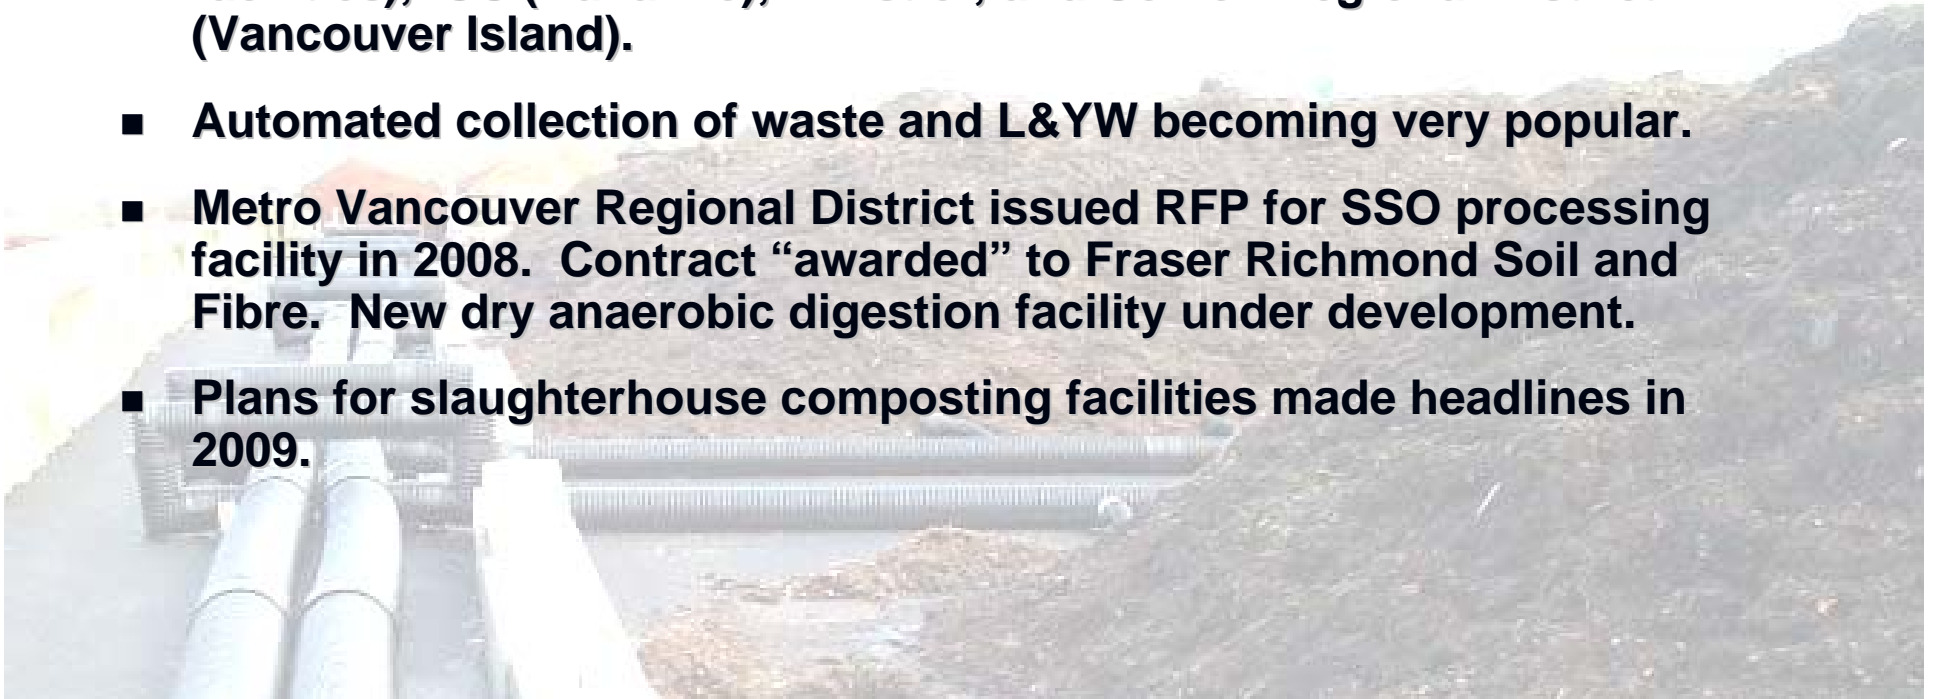 (Vancouver Island).
■ Automated collection of waste and L&YW becoming very popular.
■ Metro Vancouver Regional District issued RFP for SSO processing
facility in 2008. Contract “awarded” to Fraser Richmond Soil and
Fibre. New dry anaerobic digestion facility under development.
■ Plans for slaughterhouse composting facilities made headlines in
2009.